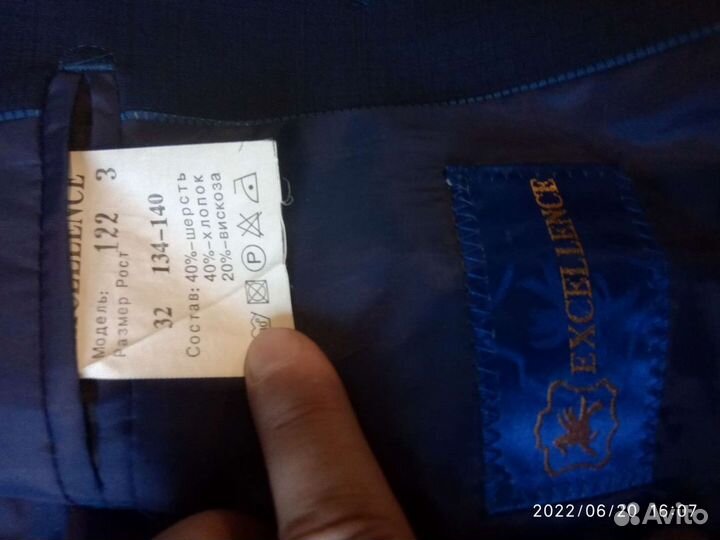 EXCELLENCE
Модель: 122 3
Размер Рост
32 134-140
Состав: 40%-шерсть
40%-хлопок
20%-вискоза
P
EXCELLENCE
2022/06/20 16:07
Avito